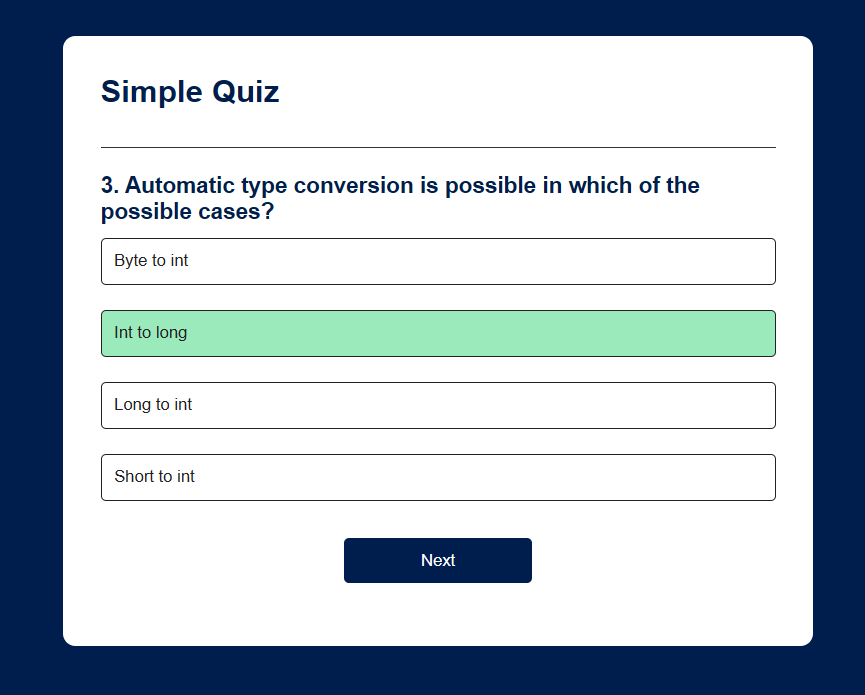 Simple Quiz
3. Automatic type conversion is possible in which of the
possible cases?
Byte to int
Int to long
Long to int
Short to int
Next